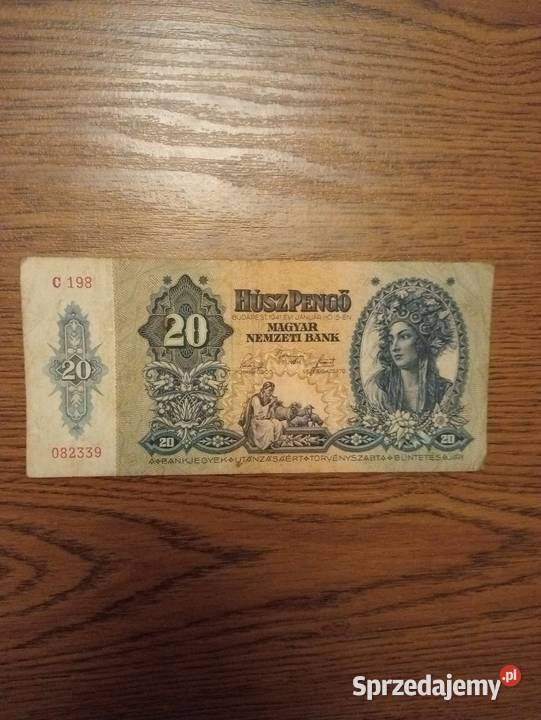 C 198
20
082339
20
HÚSZ PENGŐ
BUDAPEST, 1941. ÉVI JANUÁR HÓ 15-ÉN
MAGYAR
NEMZETI BANK
20
20
A BANKJEGYEK UTÁNZÁSÁÉRT TÖRVÉNYSZABTA BÜNTETÉS JÁR
Sprzedajemy.pl